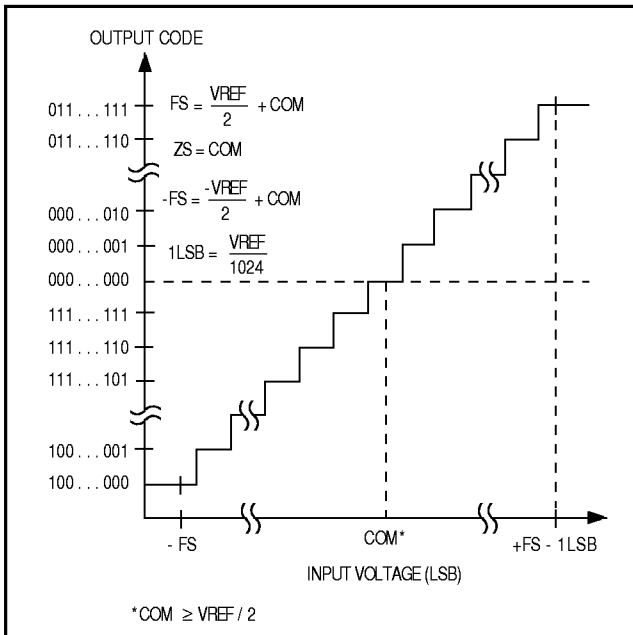 OUTPUT CODE
011 . . . 111
011 . . . 110
000 . . . 010
000 . . . 001
000 . . . 000
111 . . . 111
111 . . . 110
111 . . . 101
100 . . . 001
100 . . . 000
FS = VREF / 2 + COM
ZS = COM
-FS = -VREF / 2 + COM
1LSB = VREF / 1024
- FS
COM*
+FS - 1LSB
INPUT VOLTAGE (LSB)
*COM ≥ VREF / 2